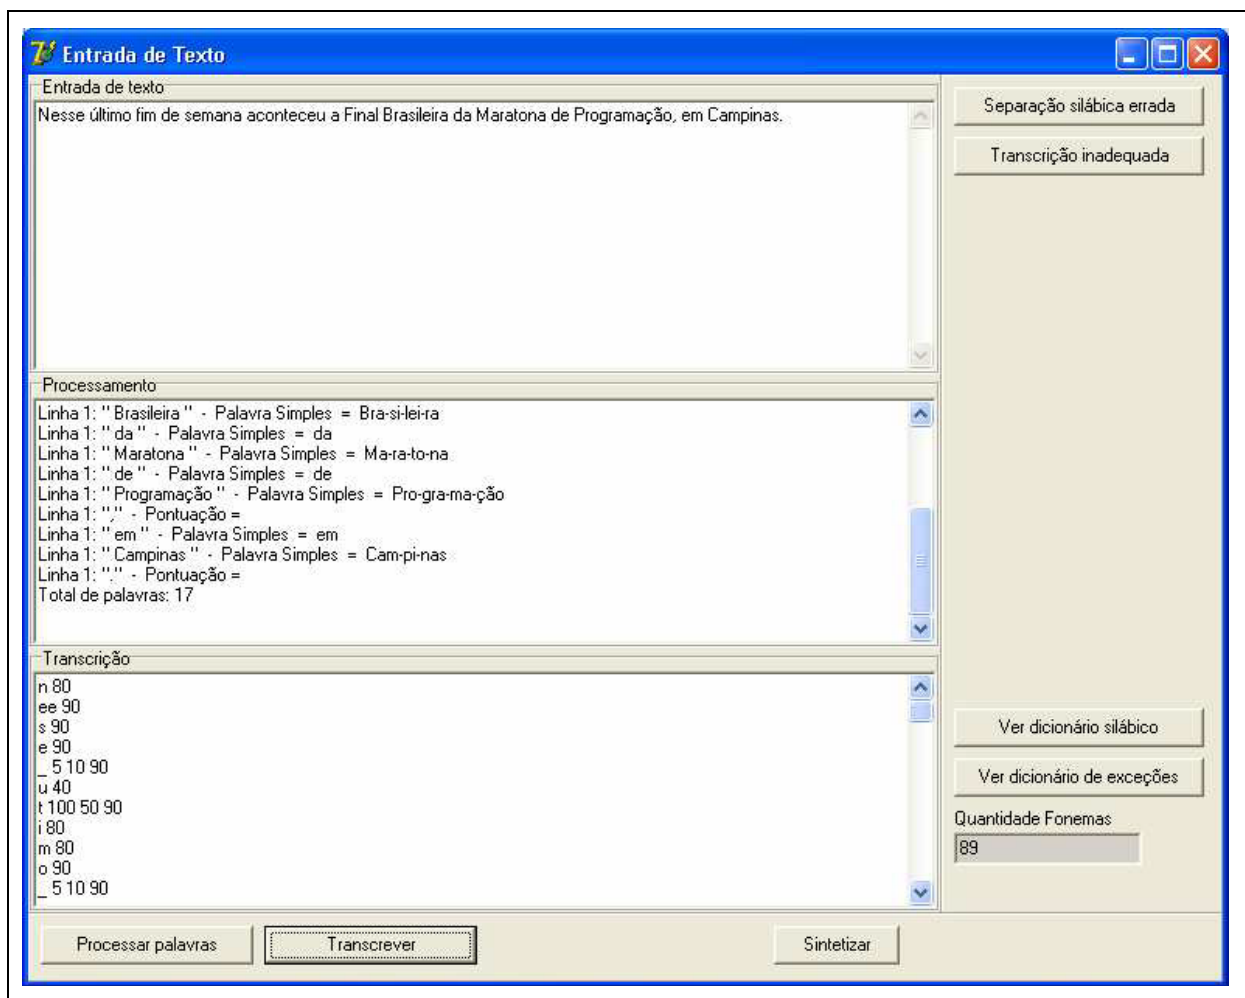 Entrada de Texto
Entrada de texto
Nesse último fim de semana aconteceu a Final Brasileira da Maratona de Programação, em Campinas.
Separação silábica errada
Transcrição inadequada
Processamento
Linha 1: " Brasileira " - Palavra Simples = Bra-si-lei-ra
Linha 1: " da " - Palavra Simples = da
Linha 1: " Maratona " - Palavra Simples = Ma-ra-to-na
Linha 1: " de " - Palavra Simples = de
Linha 1: " Programação " - Palavra Simples = Pro-gra-ma-ção
Linha 1: "," - Pontuação =
Linha 1: " em " - Palavra Simples = em
Linha 1: " Campinas " - Palavra Simples = Cam-pi-nas
Linha 1: "." - Pontuação =
Total de palavras: 17
Transcrição
n 80
ee 90
s 90
e 90
_ 5 10 90
u 40
t 100 50 90
i 80
m 80
o 90
_ 5 10 90
Ver dicionário silábico
Ver dicionário de exceções
Quantidade Fonemas
89
Processar palavras
Transcrever
Sintetizar